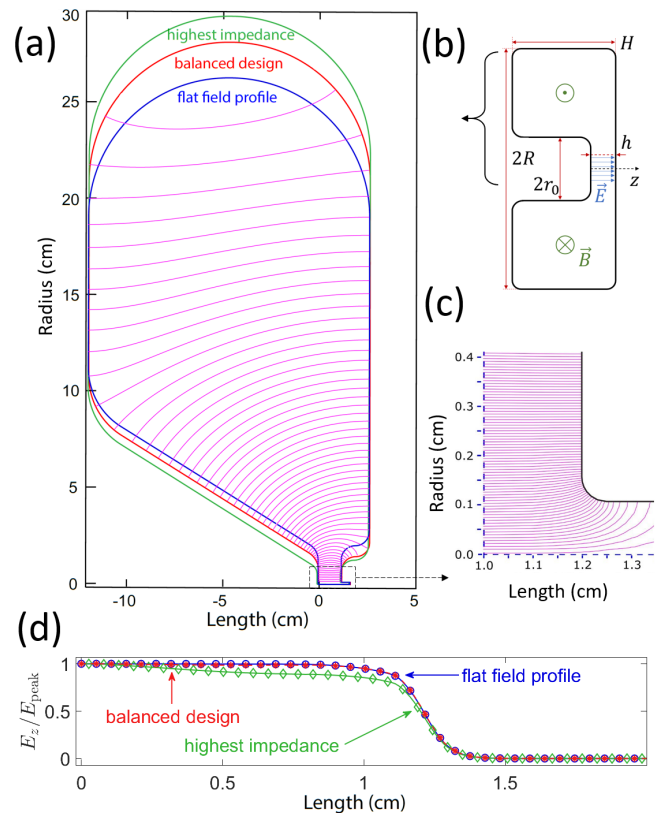 (a)
30
25
20
15
10
5
0
Radius (cm)
highest impedance
balanced design
flat field profile
-10
-5
0
5
Length (cm)
(b)
H
2R
h
2r₀
z
E⃗
B⃗
(c)
0.4
0.3
0.2
0.1
0.0
Radius (cm)
1.0
1.1
1.2
1.3
Length (cm)
(d)
1
0.5
0
E_z/E_peak
flat field profile
balanced design
highest impedance
0
0.5
1
1.5
Length (cm)